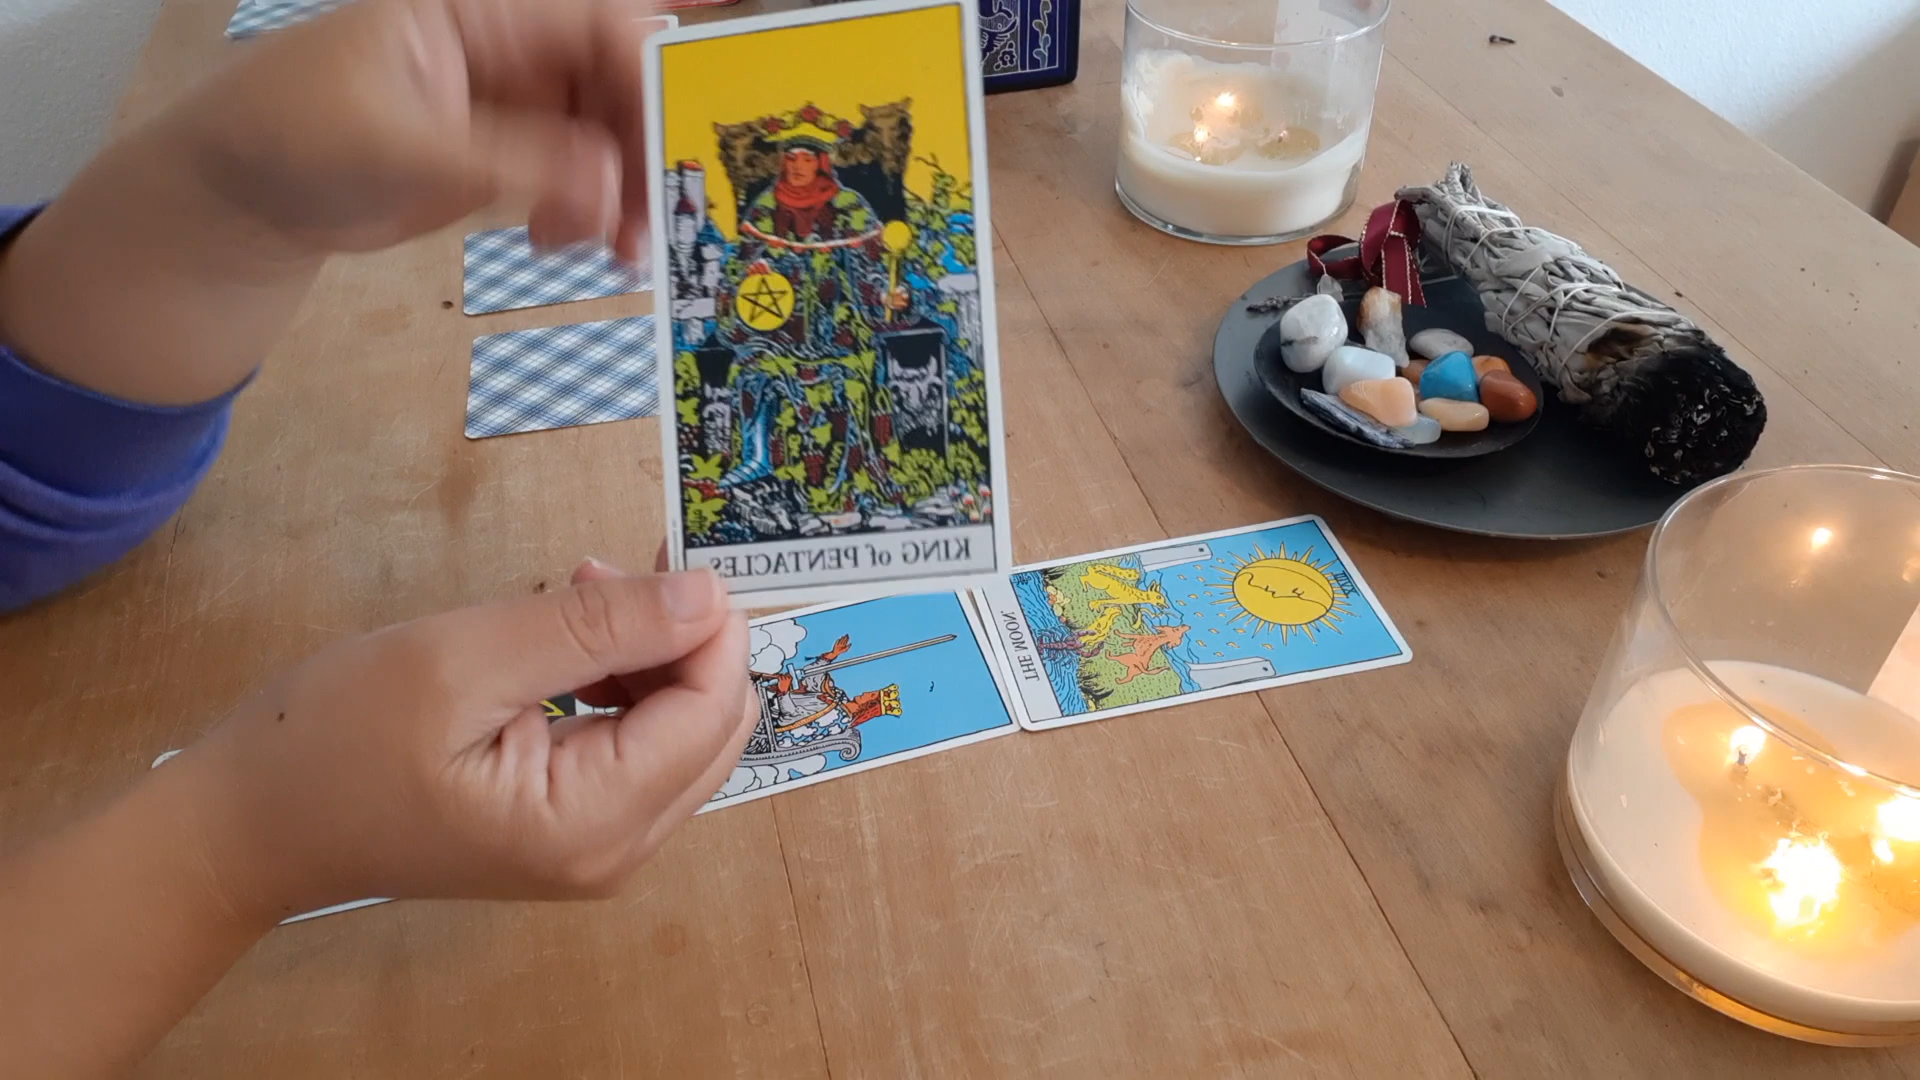 KING of PENTACLES
XVIII
THE MOON.